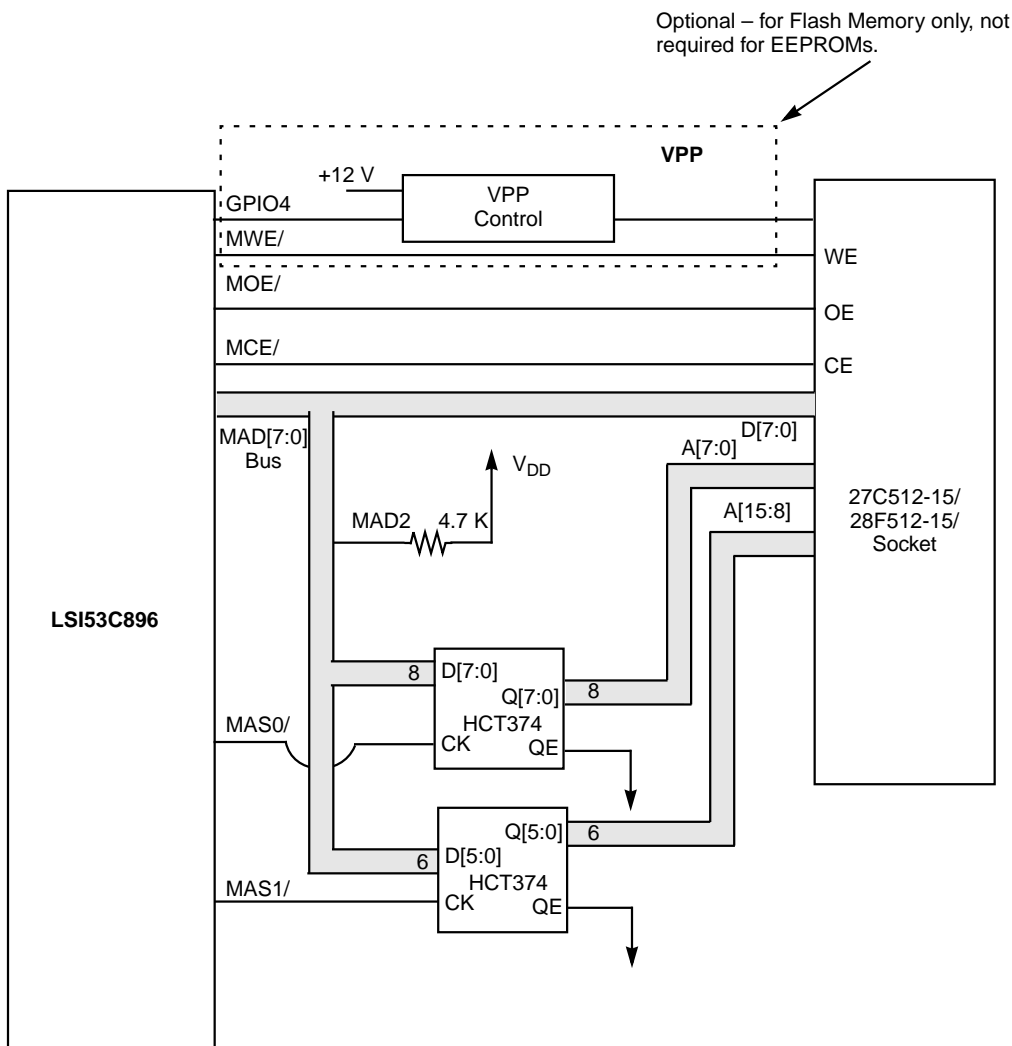 Optional – for Flash Memory only, not
required for EEPROMs.
VPP
+12 V
VPP
Control
GPIO4
MWE/
WE
MOE/
OE
MCE/
CE
MAD[7:0]
Bus
D[7:0]
A[7:0]
VDD
A[15:8]
27C512-15/
28F512-15/
Socket
MAD2
4.7 K
LSI53C896
8
D[7:0]
Q[7:0]
8
HCT374
MAS0/
CK
QE
Q[5:0]
6
6
D[5:0]
HCT374
MAS1/
CK
QE